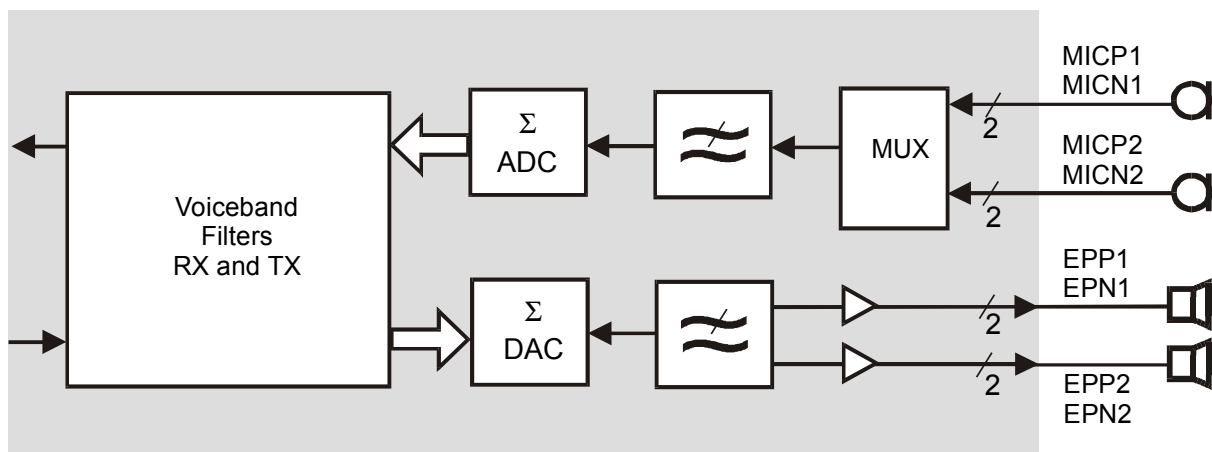 MICP1
MICN1
2
Σ
ADC
MUX
MICP2
MICN2
2
Voiceband
Filters
RX and TX
EPP1
EPN1
2
Σ
DAC
2
EPP2
EPN2